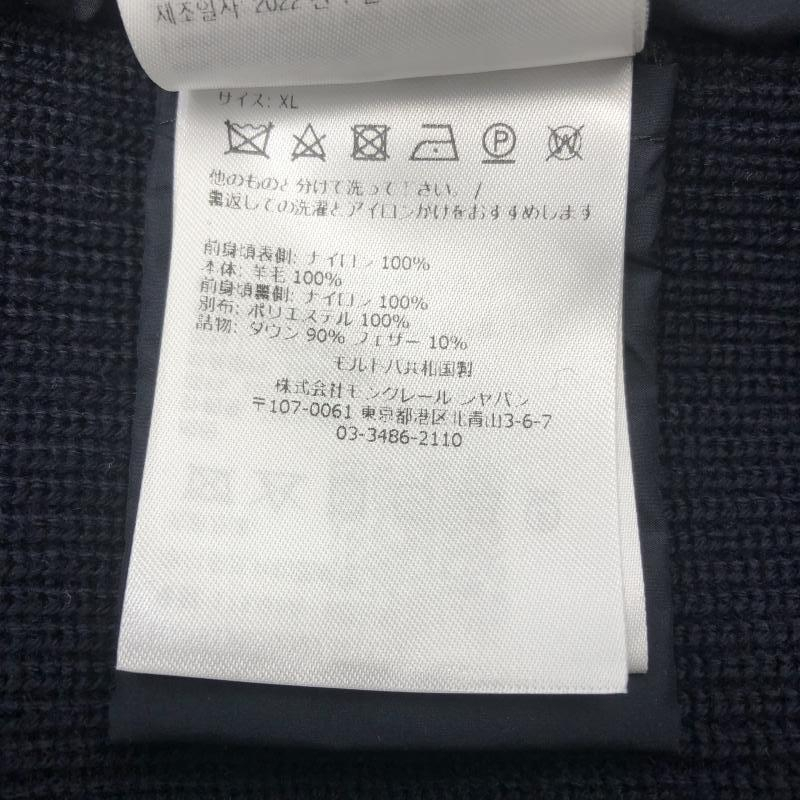 제조일자: 2022 년
サイズ: XL
P
W
他のものと分けて洗って下さい。/
裏返しての洗濯とアイロンかけをおすすめします
前身頃表側: ナイロン 100%
本体: 羊毛 100%
前身頃裏側: ナイロン 100%
別布: ポリエステル 100%
詰物: ダウン 90% フェザー 10%
モルドバ共和国製
株式会社モンクレール ジャパン
〒107-0061 東京都港区北青山3-6-7
03-3486-2110